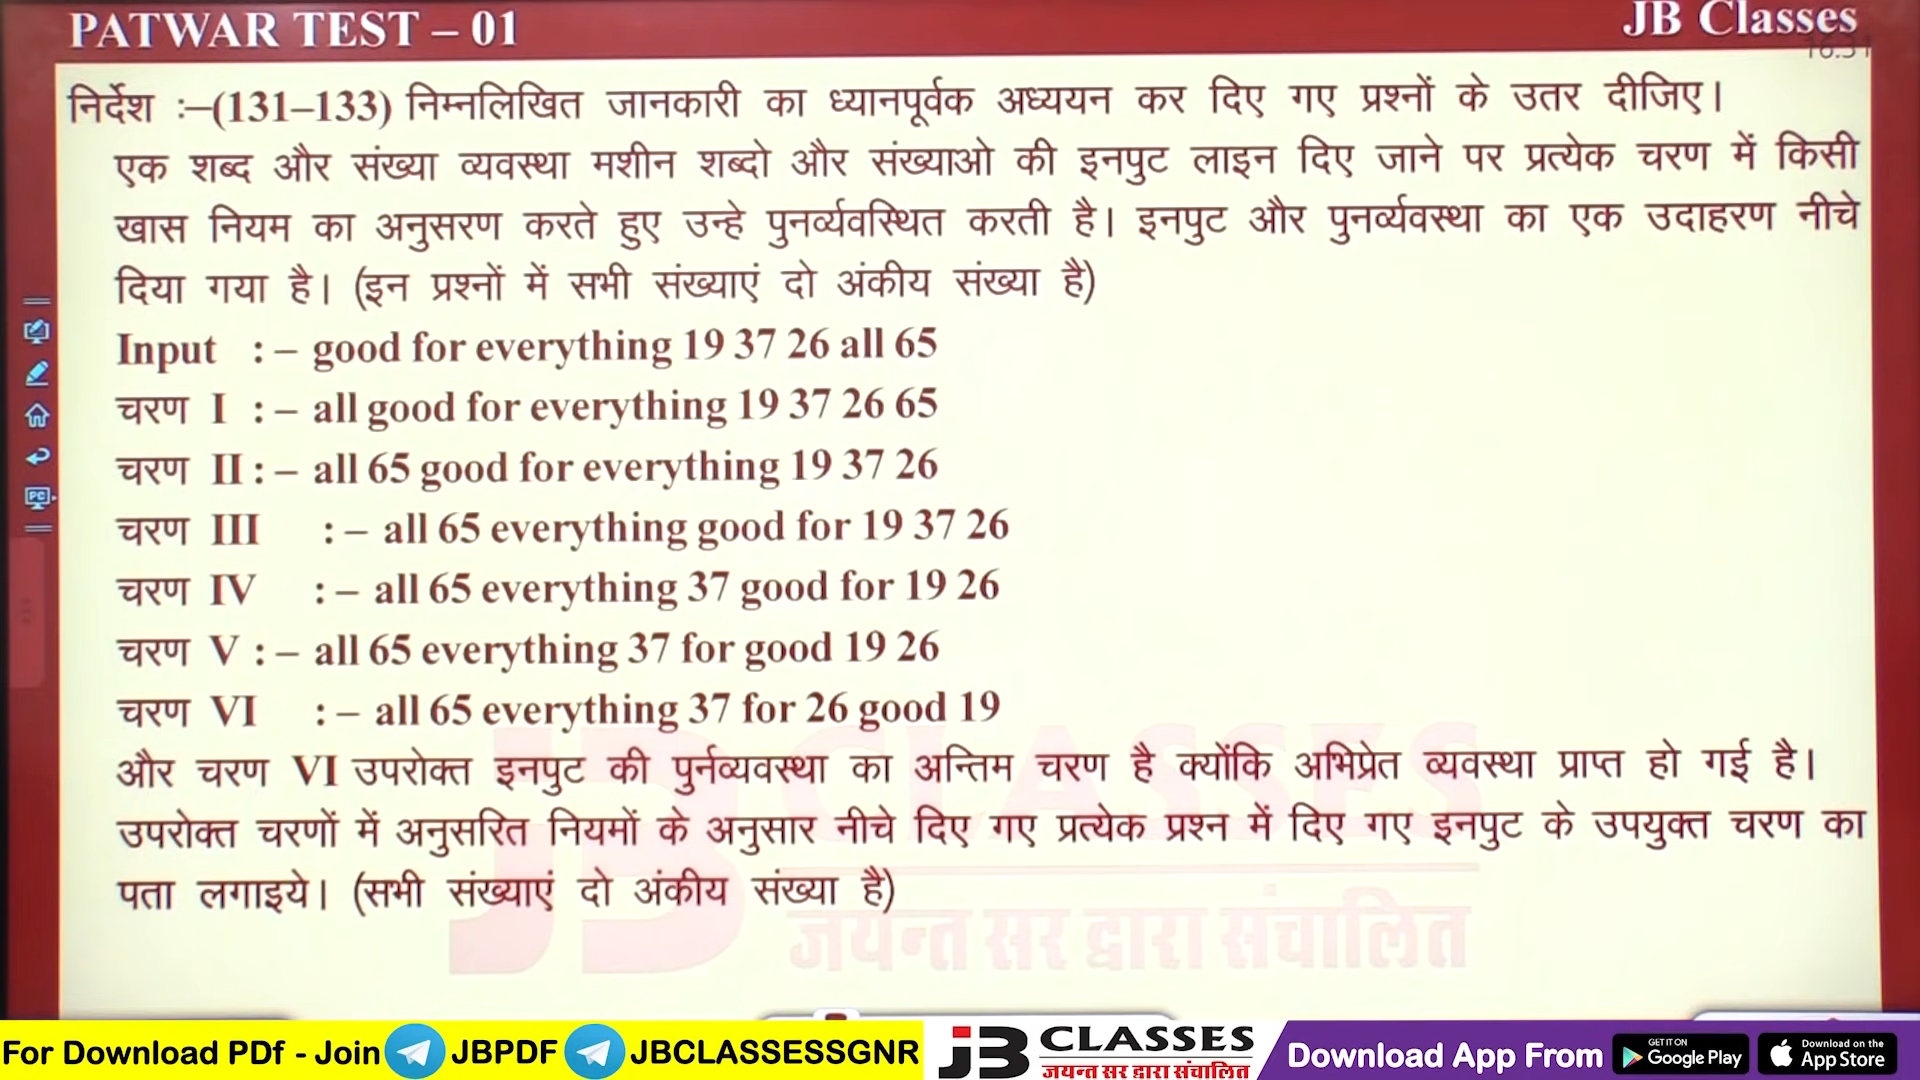 PATWAR TEST – 01
JB Classes
निर्देश :–(131–133) निम्नलिखित जानकारी का ध्यानपूर्वक अध्ययन कर दिए गए प्रश्नों के उतर दीजिए।
एक शब्द और संख्या व्यवस्था मशीन शब्दो और संख्याओ की इनपुट लाइन दिए जाने पर प्रत्येक चरण में किसी
खास नियम का अनुसरण करते हुए उन्हे पुनर्व्यवस्थित करती है। इनपुट और पुनर्व्यवस्था का एक उदाहरण नीचे
दिया गया है। (इन प्रश्नों में सभी संख्याएं दो अंकीय संख्या है)
Input :– good for everything 19 37 26 all 65
चरण I :– all good for everything 19 37 26 65
चरण II :– all 65 good for everything 19 37 26
चरण III :– all 65 everything good for 19 37 26
चरण IV :– all 65 everything 37 good for 19 26
चरण V :– all 65 everything 37 for good 19 26
चरण VI :– all 65 everything 37 for 26 good 19
और चरण VI उपरोक्त इनपुट की पुर्नव्यवस्था का अन्तिम चरण है क्योंकि अभिप्रेत व्यवस्था प्राप्त हो गई है।
उपरोक्त चरणों में अनुसरित नियमों के अनुसार नीचे दिए गए प्रत्येक प्रश्न में दिए गए इनपुट के उपयुक्त चरण का
पता लगाइये। (सभी संख्याएं दो अंकीय संख्या है)
JB CLASSES
जयन्त सर द्वारा संचालित
For Download PDf - Join JBPDF JBCLASSESSGNR
JB CLASSES
जयन्त सर द्वारा संचालित
Download App From
GET IT ON
Google Play
Download on the
App Store